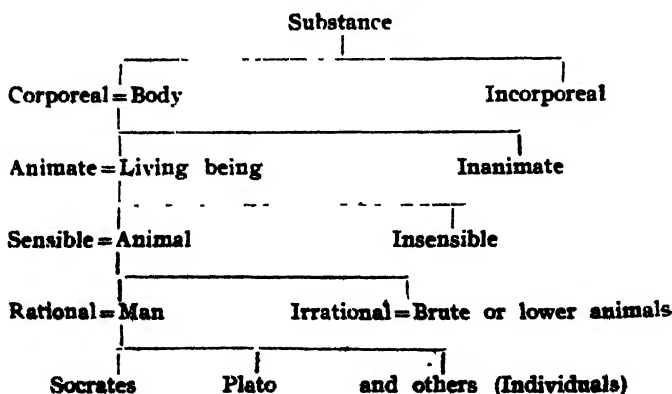 Substance
Corporeal=Body Incorporeal
Animate=Living being Inanimate
Sensible=Animal Insensible
Rational=Man Irrational=Brute or lower animals
Socrates Plato and others (Individuals)